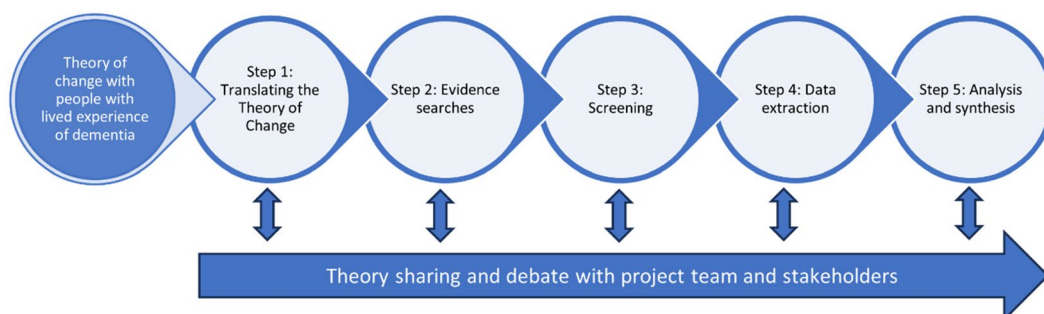 Theory of
change with
people with
lived experience
of dementia
Step 1:
Translating the
Theory of
Change
Step 2: Evidence
searches
Step 3:
Screening
Step 4: Data
extraction
Step 5: Analysis
and synthesis
Theory sharing and debate with project team and stakeholders